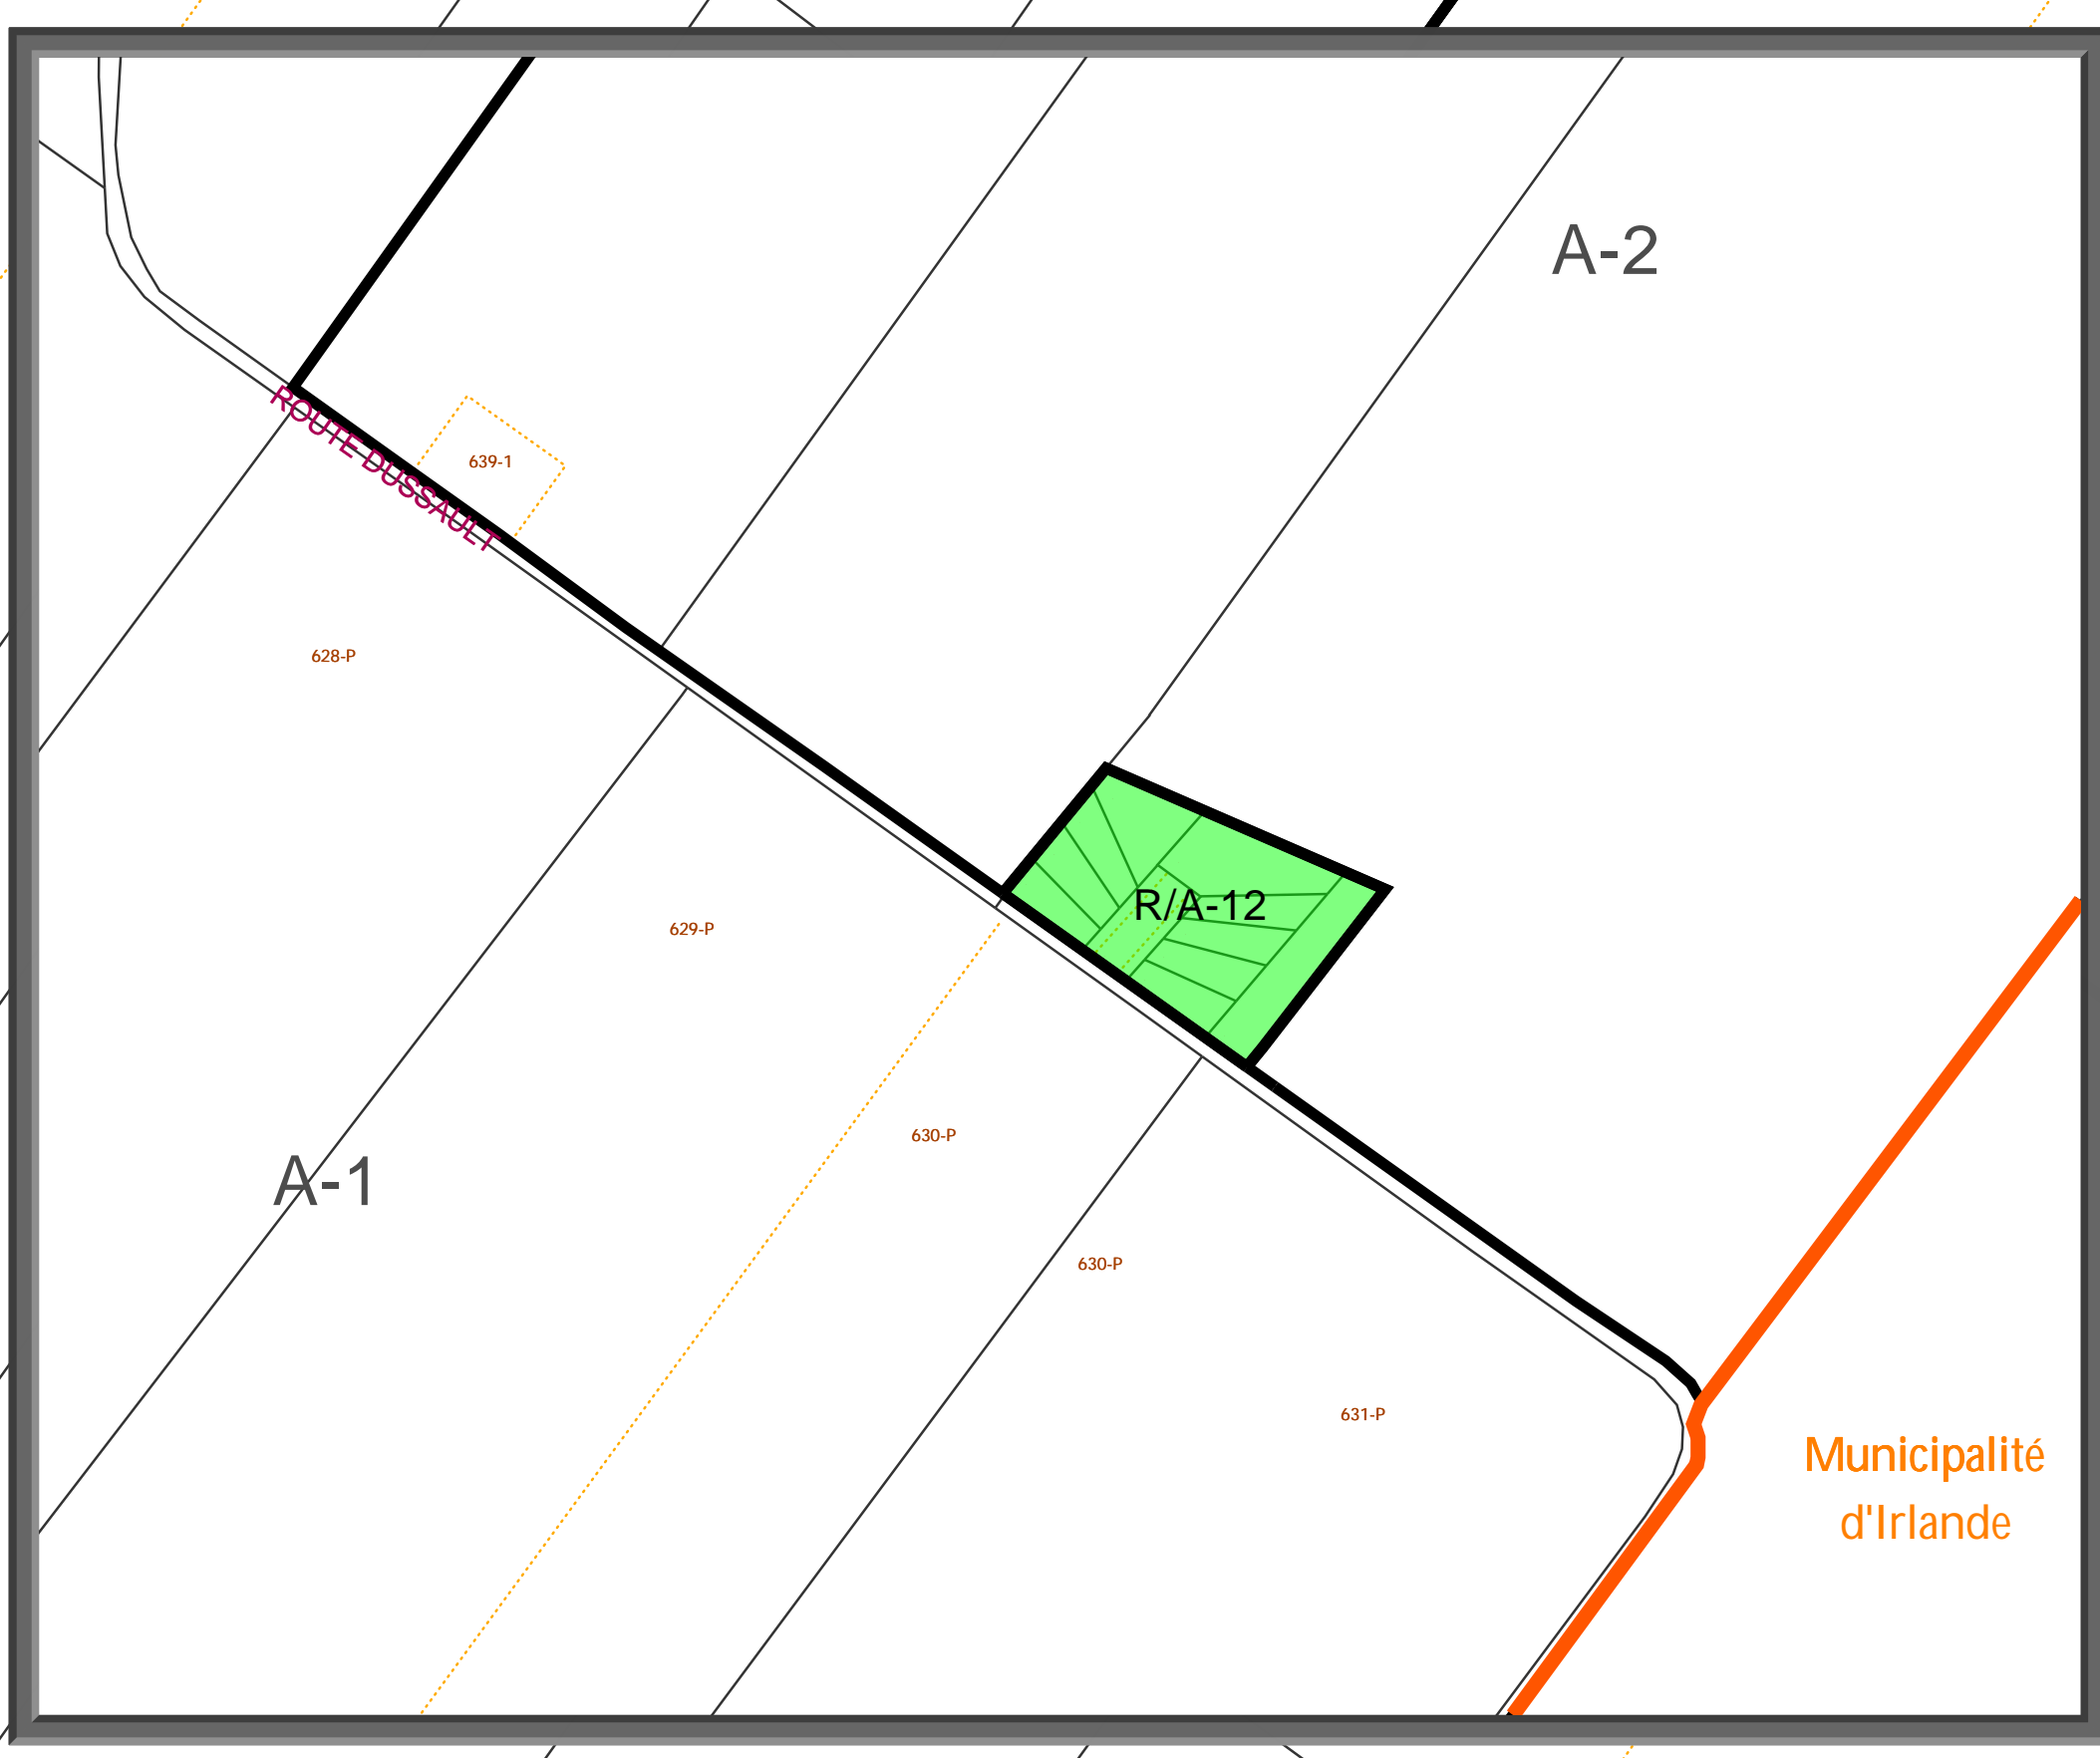 A-2
ROUTE DUSSAULT
639-1
628-P
R/A-12
629-P
630-P
A-1
630-P
631-P
Municipalité
d'Irlande